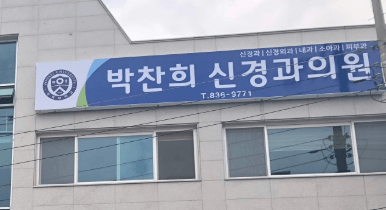 신경과 | 신경외과 | 내과 | 소아과 | 피부과
박찬희 신경과의원
T.835-9771